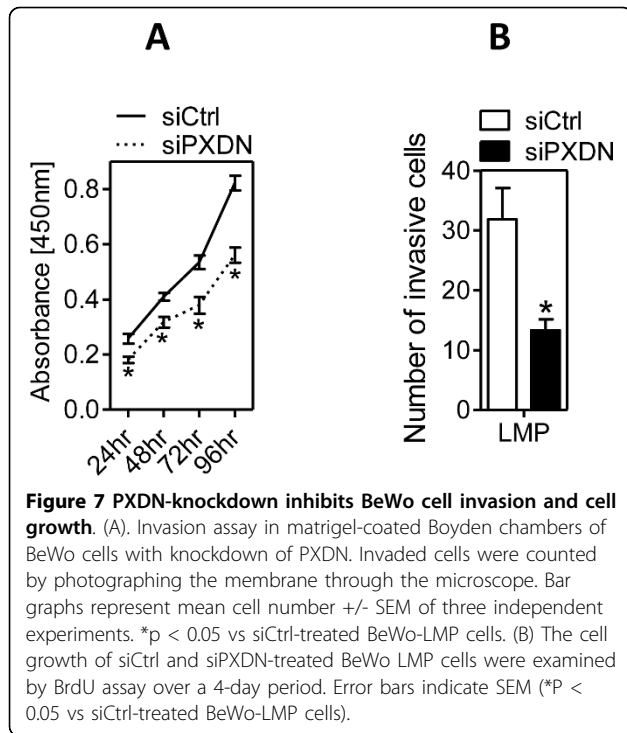 A
siCtrl
siPXDN
Absorbance [450nm]
0.8
0.6
0.4
0.2
0.0
*
*
*
*
24hr
48hr
72hr
96hr
B
siCtrl
siPXDN
Number of invasive cells
40
30
20
10
0
*
LMP
Figure 7 PXDN-knockdown inhibits BeWo cell invasion and cell
growth. (A). Invasion assay in matrigel-coated Boyden chambers of
BeWo cells with knockdown of PXDN. Invaded cells were counted
by photographing the membrane through the microscope. Bar
graphs represent mean cell number +/- SEM of three independent
experiments. *p < 0.05 vs siCtrl-treated BeWo-LMP cells. (B) The cell
growth of siCtrl and siPXDN-treated BeWo LMP cells were examined
by BrdU assay over a 4-day period. Error bars indicate SEM (*P <
0.05 vs siCtrl-treated BeWo-LMP cells).